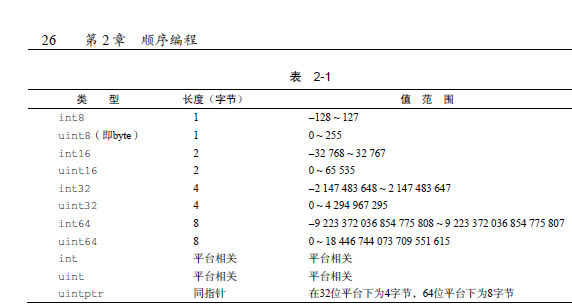 26 第 2 章 顺序编程
表 2-1
类 型 长度（字节） 值 范 围
int8 1 –128 ~ 127
uint8（即byte） 1 0 ~ 255
int16 2 –32 768 ~ 32 767
uint16 2 0 ~ 65 535
int32 4 –2 147 483 648 ~ 2 147 483 647
uint32 4 0 ~ 4 294 967 295
int64 8 –9 223 372 036 854 775 808 ~ 9 223 372 036 854 775 807
uint64 8 0 ~ 18 446 744 073 709 551 615
int 平台相关 平台相关
uint 平台相关 平台相关
uintptr 同指针 在32位平台下为4字节，64位平台下为8字节